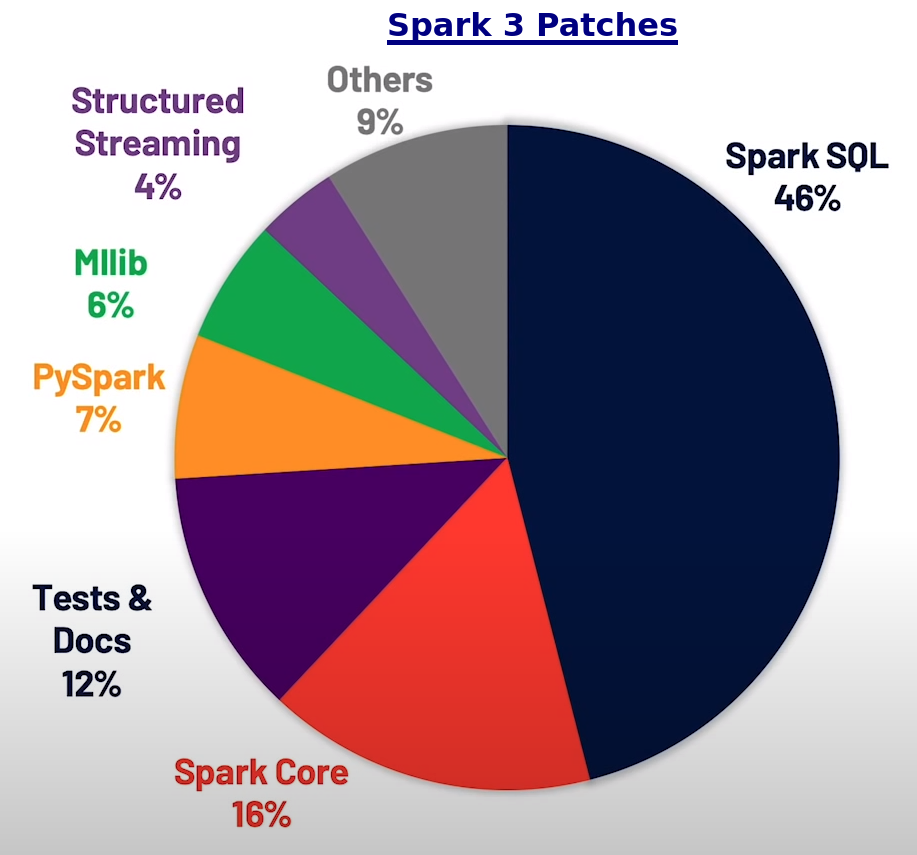 Spark 3 Patches
Others
9%
Structured
Streaming
4%
Spark SQL
46%
Mllib
6%
PySpark
7%
Tests &
Docs
12%
Spark Core
16%